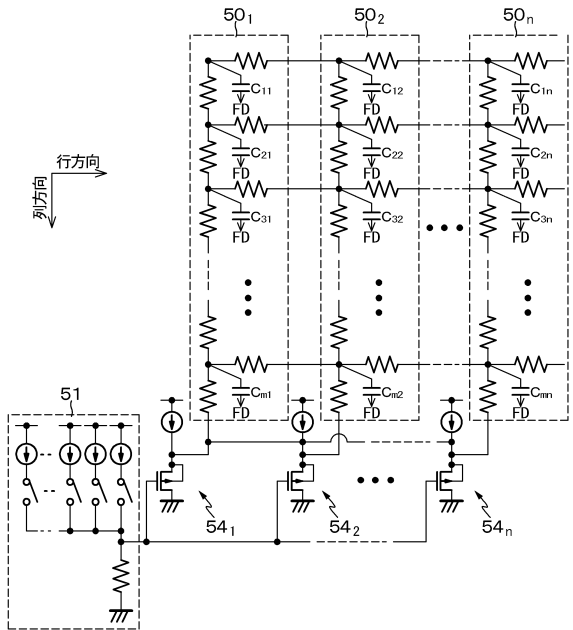 50₁ 50₂ 50ₙ
C₁₁ C₁₂ C₁ₙ
FD FD FD
C₂₁ C₂₂ C₂ₙ
FD FD FD
行方向
列方向
C₃₁ C₃₂ C₃ₙ
FD FD FD
Cₘ₁ Cₘ₂ Cₘₙ
FD FD FD
51
54₁ 54₂ 54ₙ